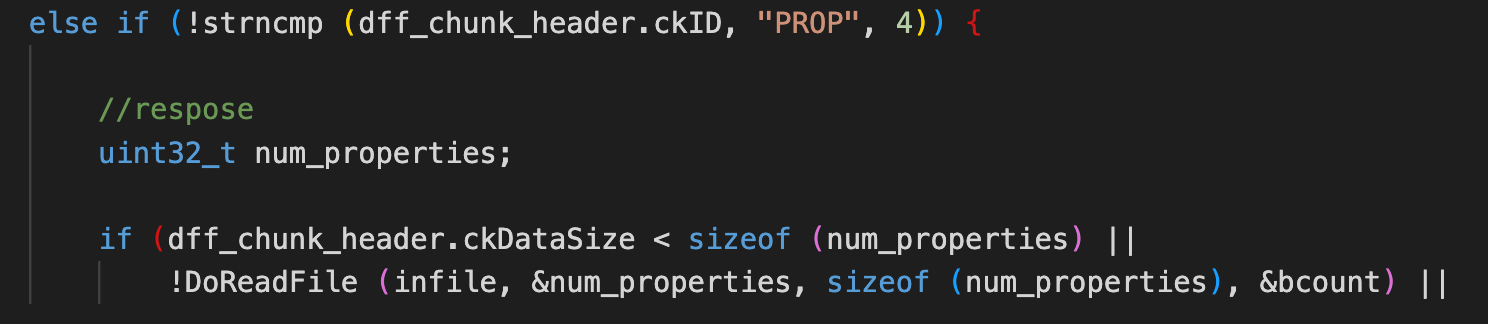 else if (!strncmp (dff_chunk_header.ckID, "PROP", 4)) {
//respose
uint32_t num_properties;
if (dff_chunk_header.ckDataSize < sizeof (num_properties) ||
!DoReadFile (infile, &num_properties, sizeof (num_properties), &bcount) ||